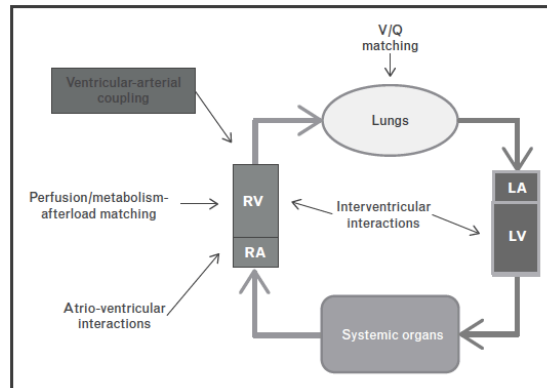 V/Q
matching
Ventricular-arterial
coupling
Lungs
Perfusion/metabolism-
afterload matching
RV
Interventricular
interactions
LA
LV
RA
Atrio-ventricular
interactions
Systemic organs